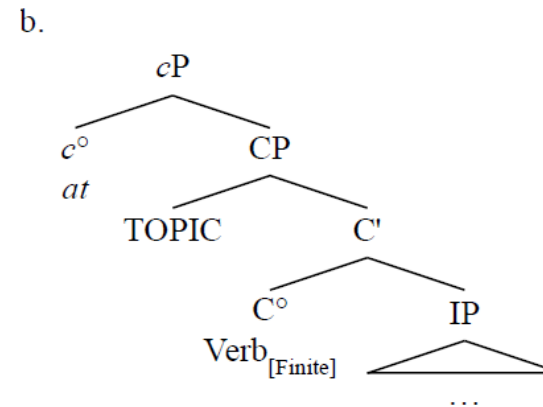 b.
cP
c° CP
at
TOPIC C'
C° IP
Verb[Finite]
...